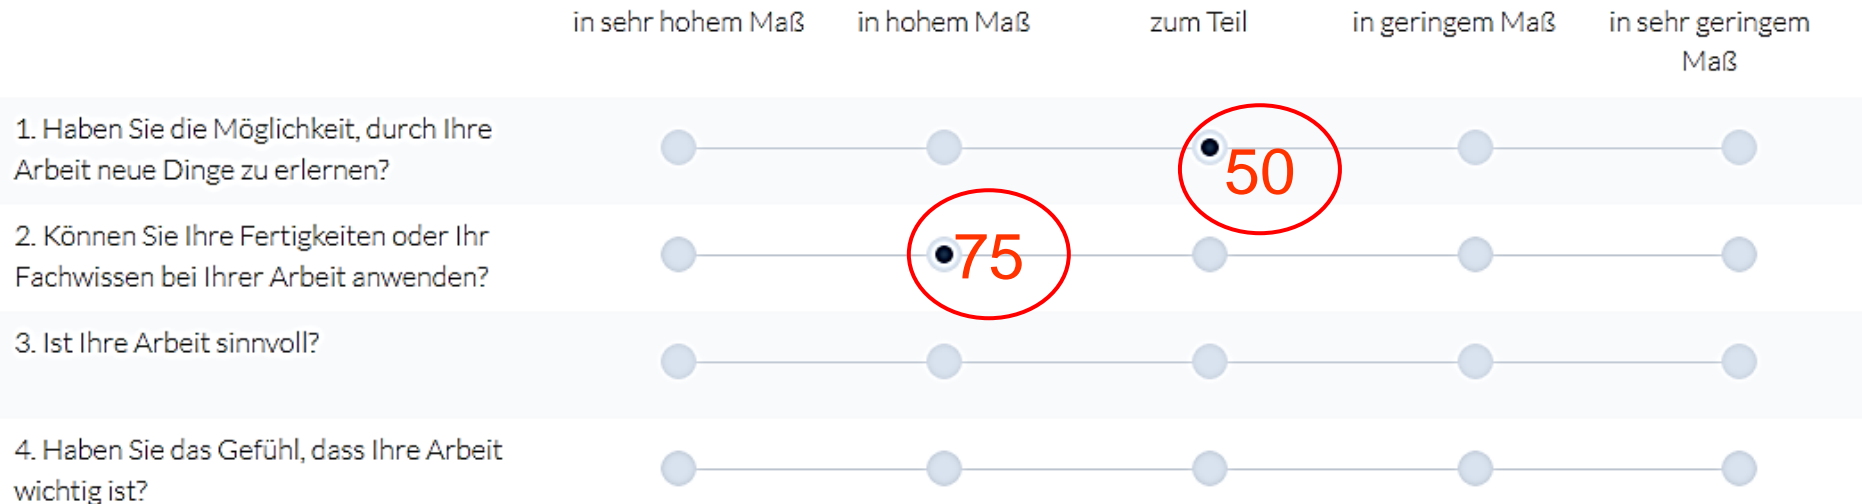 in sehr hohem Maß in hohem Maß zum Teil in geringem Maß in sehr geringem
Maß
1. Haben Sie die Möglichkeit, durch Ihre
Arbeit neue Dinge zu erlernen?
50
2. Können Sie Ihre Fertigkeiten oder Ihr
Fachwissen bei Ihrer Arbeit anwenden?
75
3. Ist Ihre Arbeit sinnvoll?
4. Haben Sie das Gefühl, dass Ihre Arbeit
wichtig ist?